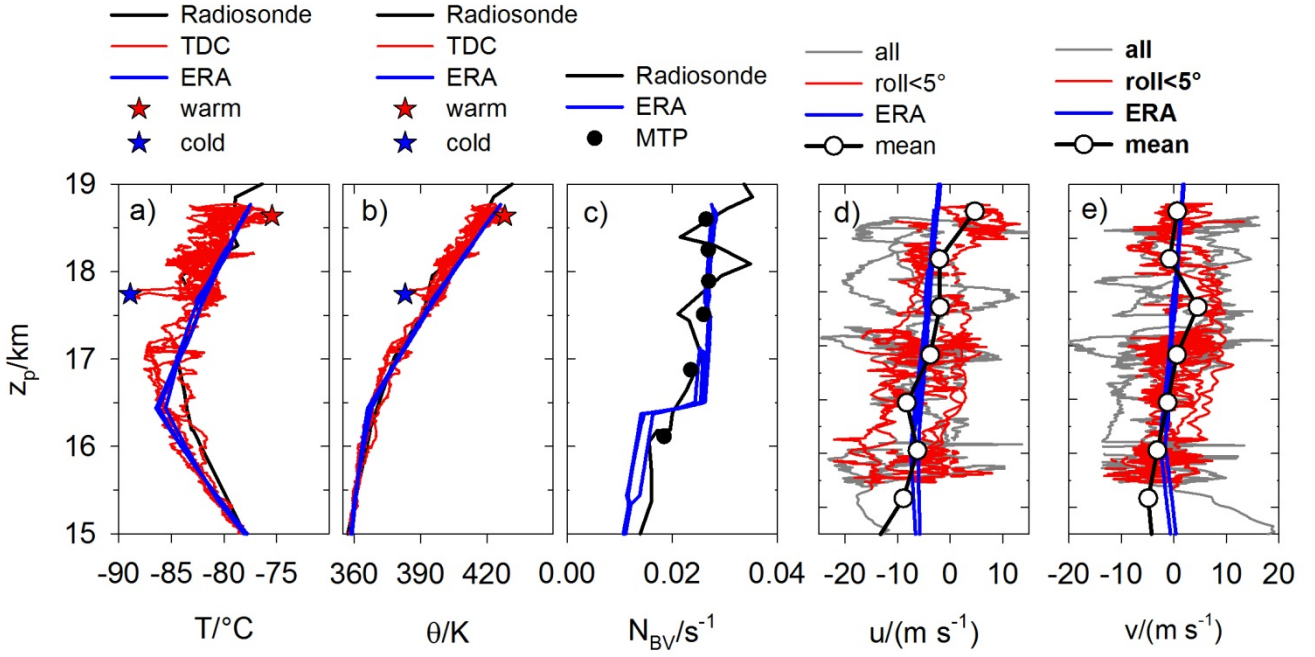 Radiosonde
TDC
ERA
warm
cold
Radiosonde
TDC
ERA
warm
cold
Radiosonde
ERA
MTP
all
roll<5°
ERA
mean
all
roll<5°
ERA
mean
a)
b)
c)
d)
e)
19
18
17
16
15
z_p/km
-90 -85 -80 -75
360 390 420
0.00 0.02 0.04
-20 -10 0 10
-20 -10 0 10 20
T/°C
θ/K
N_BV/s⁻¹
u/(m s⁻¹)
v/(m s⁻¹)